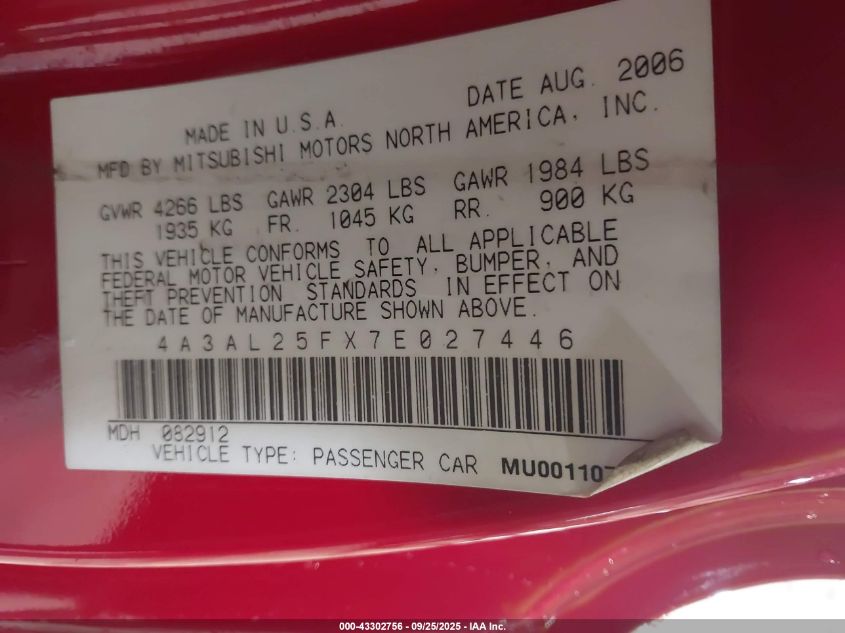 DATE AUG. 2006
MADE IN U.S.A.
MFD BY MITSUBISHI MOTORS NORTH AMERICA, INC.
GVWR 4266 LBS GAWR 2304 LBS GAWR 1984 LBS
1935 KG FR. 1045 KG RR. 900 KG
THIS VEHICLE CONFORMS TO ALL APPLICABLE
FEDERAL MOTOR VEHICLE SAFETY, BUMPER, AND
THEFT PREVENTION STANDARDS IN EFFECT ON
THE DATE OF MANUFACTURE SHOWN ABOVE.
4A3AL25FX7E027446
MDH 082912
VEHICLE TYPE: PASSENGER CAR MU00110
000-43302756 - 09/25/2025 - IAA Inc.